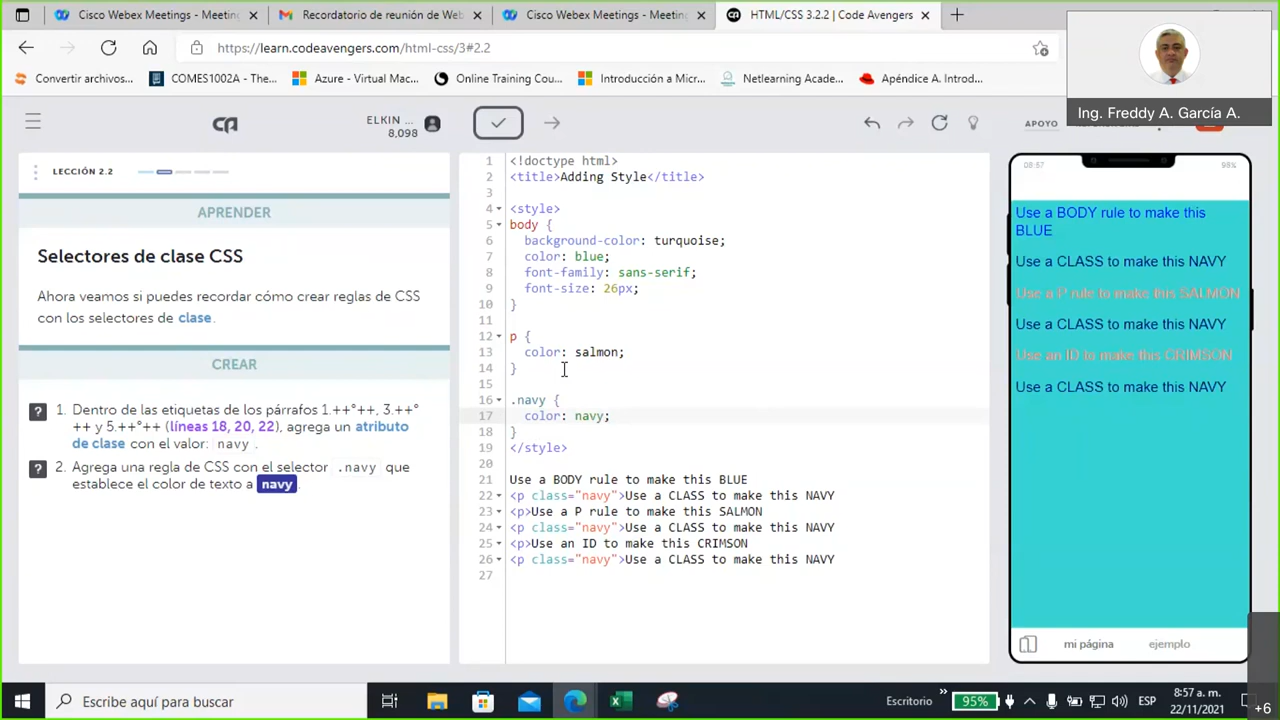 Cisco Webex Meetings - Meetin
Recordatorio de reunión de Web
Cisco Webex Meetings - Meetin
HTML/CSS 3.2.2 | Code Avengers
https://learn.codeavengers.com/html-css/3#2.2
Convertir archivos...
COMES1002A - The...
Azure - Virtual Mac...
Online Training Cou...
Introducción a Micr...
Netlearning Acade...
Apéndice A. Introd...
Ing. Freddy A. García A.
ELKIN ...
8.098
APOYO
LECCIÓN 2.2
APRENDER
Selectores de clase CSS
Ahora veamos si puedes recordar cómo crear reglas de CSS
con los selectores de clase.
CREAR
? 1. Dentro de las etiquetas de los párrafos 1.++°++, 3.++°
++ y 5.++°++ (líneas 18, 20, 22), agrega un atributo
de clase con el valor: navy .
? 2. Agrega una regla de CSS con el selector .navy que
establece el color de texto a navy
1 <!doctype html>
2 <title>Adding Style</title>
3
4 <style>
5 body {
6 background-color: turquoise;
7 color: blue;
8 font-family: sans-serif;
9 font-size: 26px;
10 }
11
12 p {
13 color: salmon;
14 }
15
16 .navy {
17 color: navy;
18 }
19 </style>
20
21 Use a BODY rule to make this BLUE
22 <p class="navy">Use a CLASS to make this NAVY
23 <p>Use a P rule to make this SALMON
24 <p class="navy">Use a CLASS to make this NAVY
25 <p>Use an ID to make this CRIMSON
26 <p class="navy">Use a CLASS to make this NAVY
27
08:57 98%
Use a BODY rule to make this
BLUE
Use a CLASS to make this NAVY
Use a P rule to make this SALMON
Use a CLASS to make this NAVY
Use an ID to make this CRIMSON
Use a CLASS to make this NAVY
mi página ejemplo
Escribe aquí para buscar
Escritorio
95%
ESP
8:57 a. m.
22/11/2021
+6